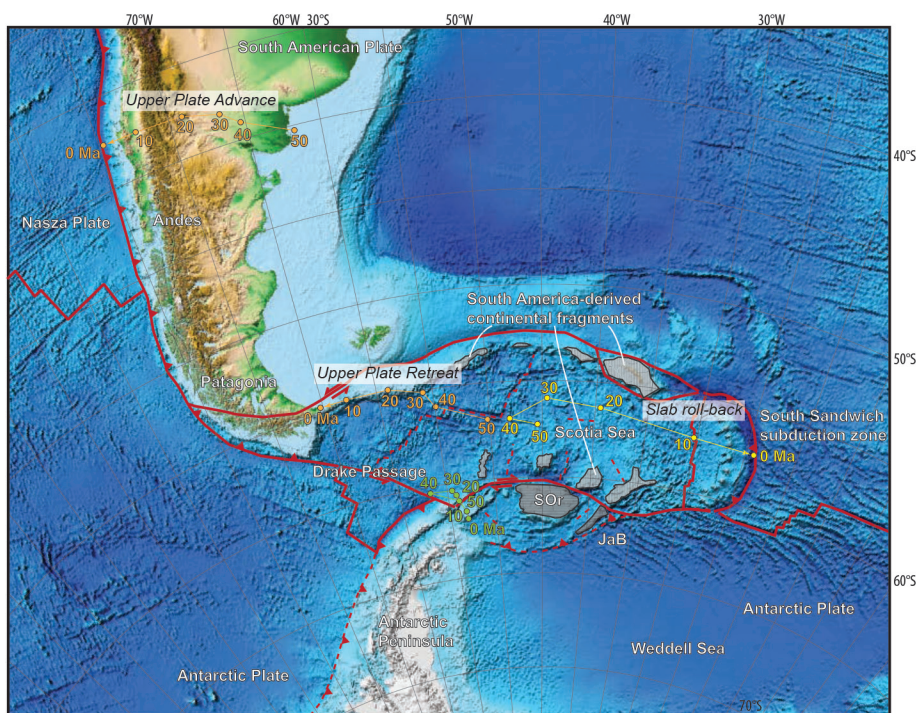 70°W
60°W 30°S
50°W
40°W
30°W
South American Plate
Upper Plate Advance
0 Ma
10
20
30
40
50
40°S
Nasza Plate
Andes
South America-derived
continental fragments
50°S
Patagonia
Upper Plate Retreat
0 Ma
10
20
30
40
50
40
50
30
20
10
0 Ma
Slab roll-back
Scotia Sea
South Sandwich
subduction zone
Drake Passage
40
30
20
50
10
0 Ma
SOr
JaB
60°S
Antarctic Plate
Antarctic
Peninsula
Weddell Sea
Antarctic Plate
70°S